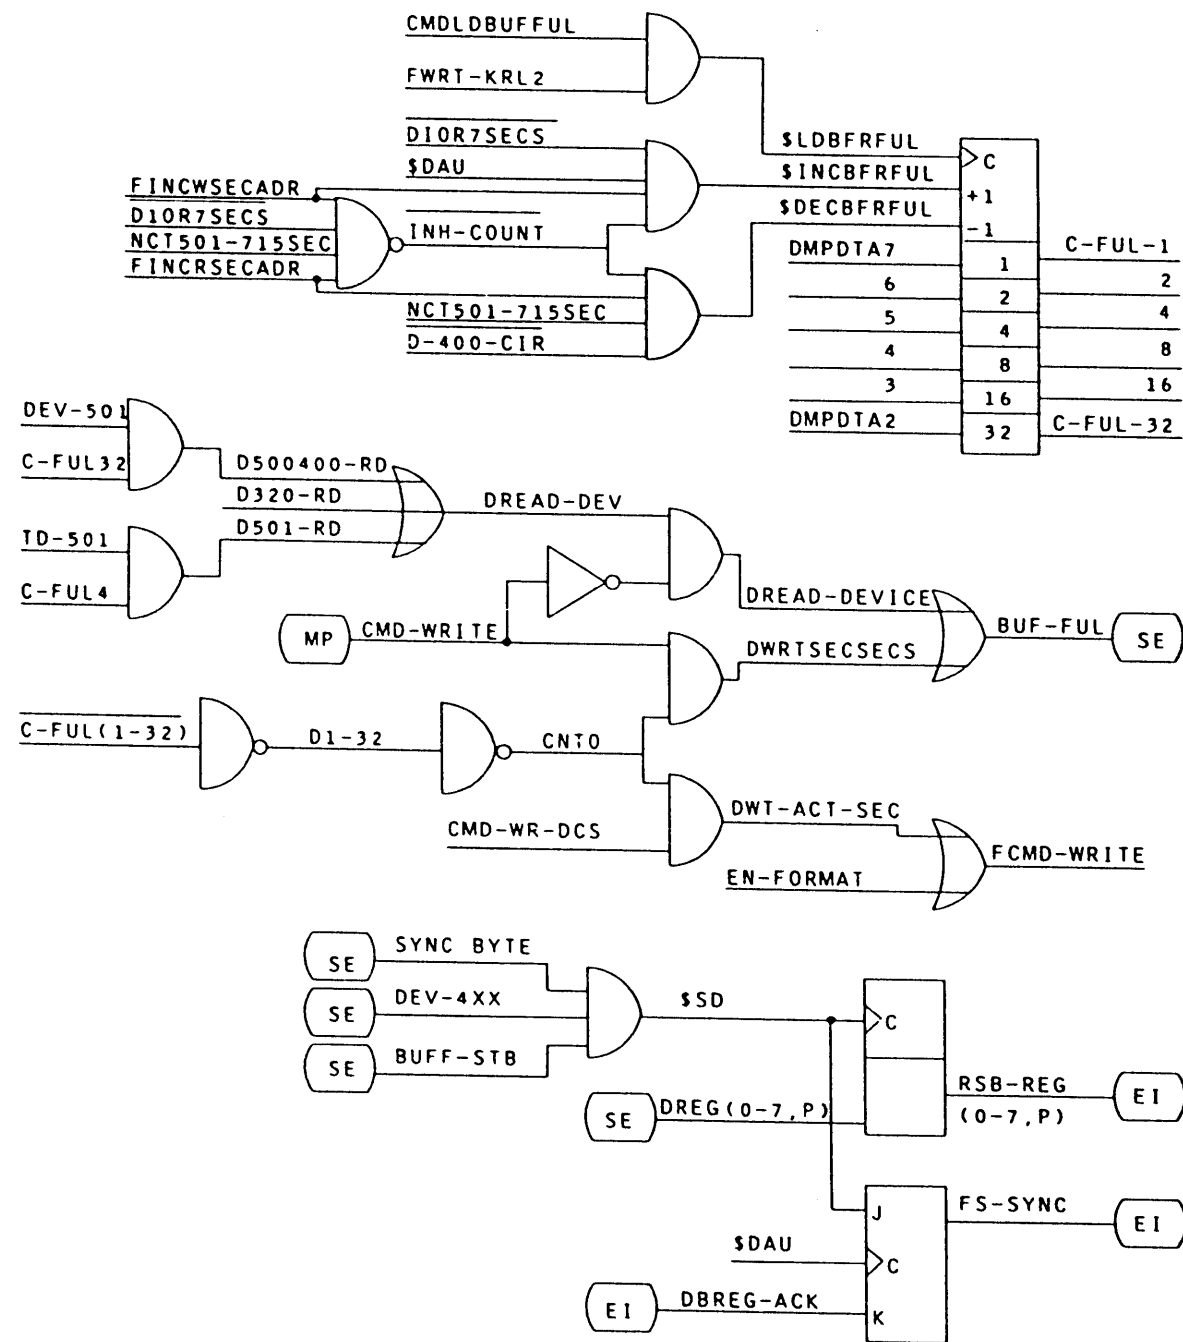 CMDLDBUFFUL
FWRT-KRL2
DIOR7SECS
$DAU
FINCWSECADR
D10R7SECS
NCT501-715SEC
FINCRSECADR
INH-COUNT
NCT501-715SEC
D-400-CIR
$LDBFRFUL
$INCBFRFUL
$DECBFRFUL
C
+1
-1
DMPDTA7
6
5
4
3
DMPDTA2
1
2
4
8
16
32
C-FUL-1
2
4
8
16
C-FUL-32
DEV-501
C-FUL32
TD-501
C-FUL4
D500400-RD
D320-RD
D501-RD
DREAD-DEV
MP
CMD-WRITE
DREAD-DEVICE
DWRTSECSECS
BUF-FUL
SE
C-FUL(1-32)
D1-32
CNTO
CMD-WR-DCS
DWT-ACT-SEC
EN-FORMAT
FCMD-WRITE
SE
SYNC BYTE
SE
DEV-4XX
SE
BUFF-STB
$SD
C
SE
DREG(0-7,P)
RSB-REG
(0-7,P)
EI
J
$DAU
C
EI
DBREG-ACK
K
FS-SYNC
EI